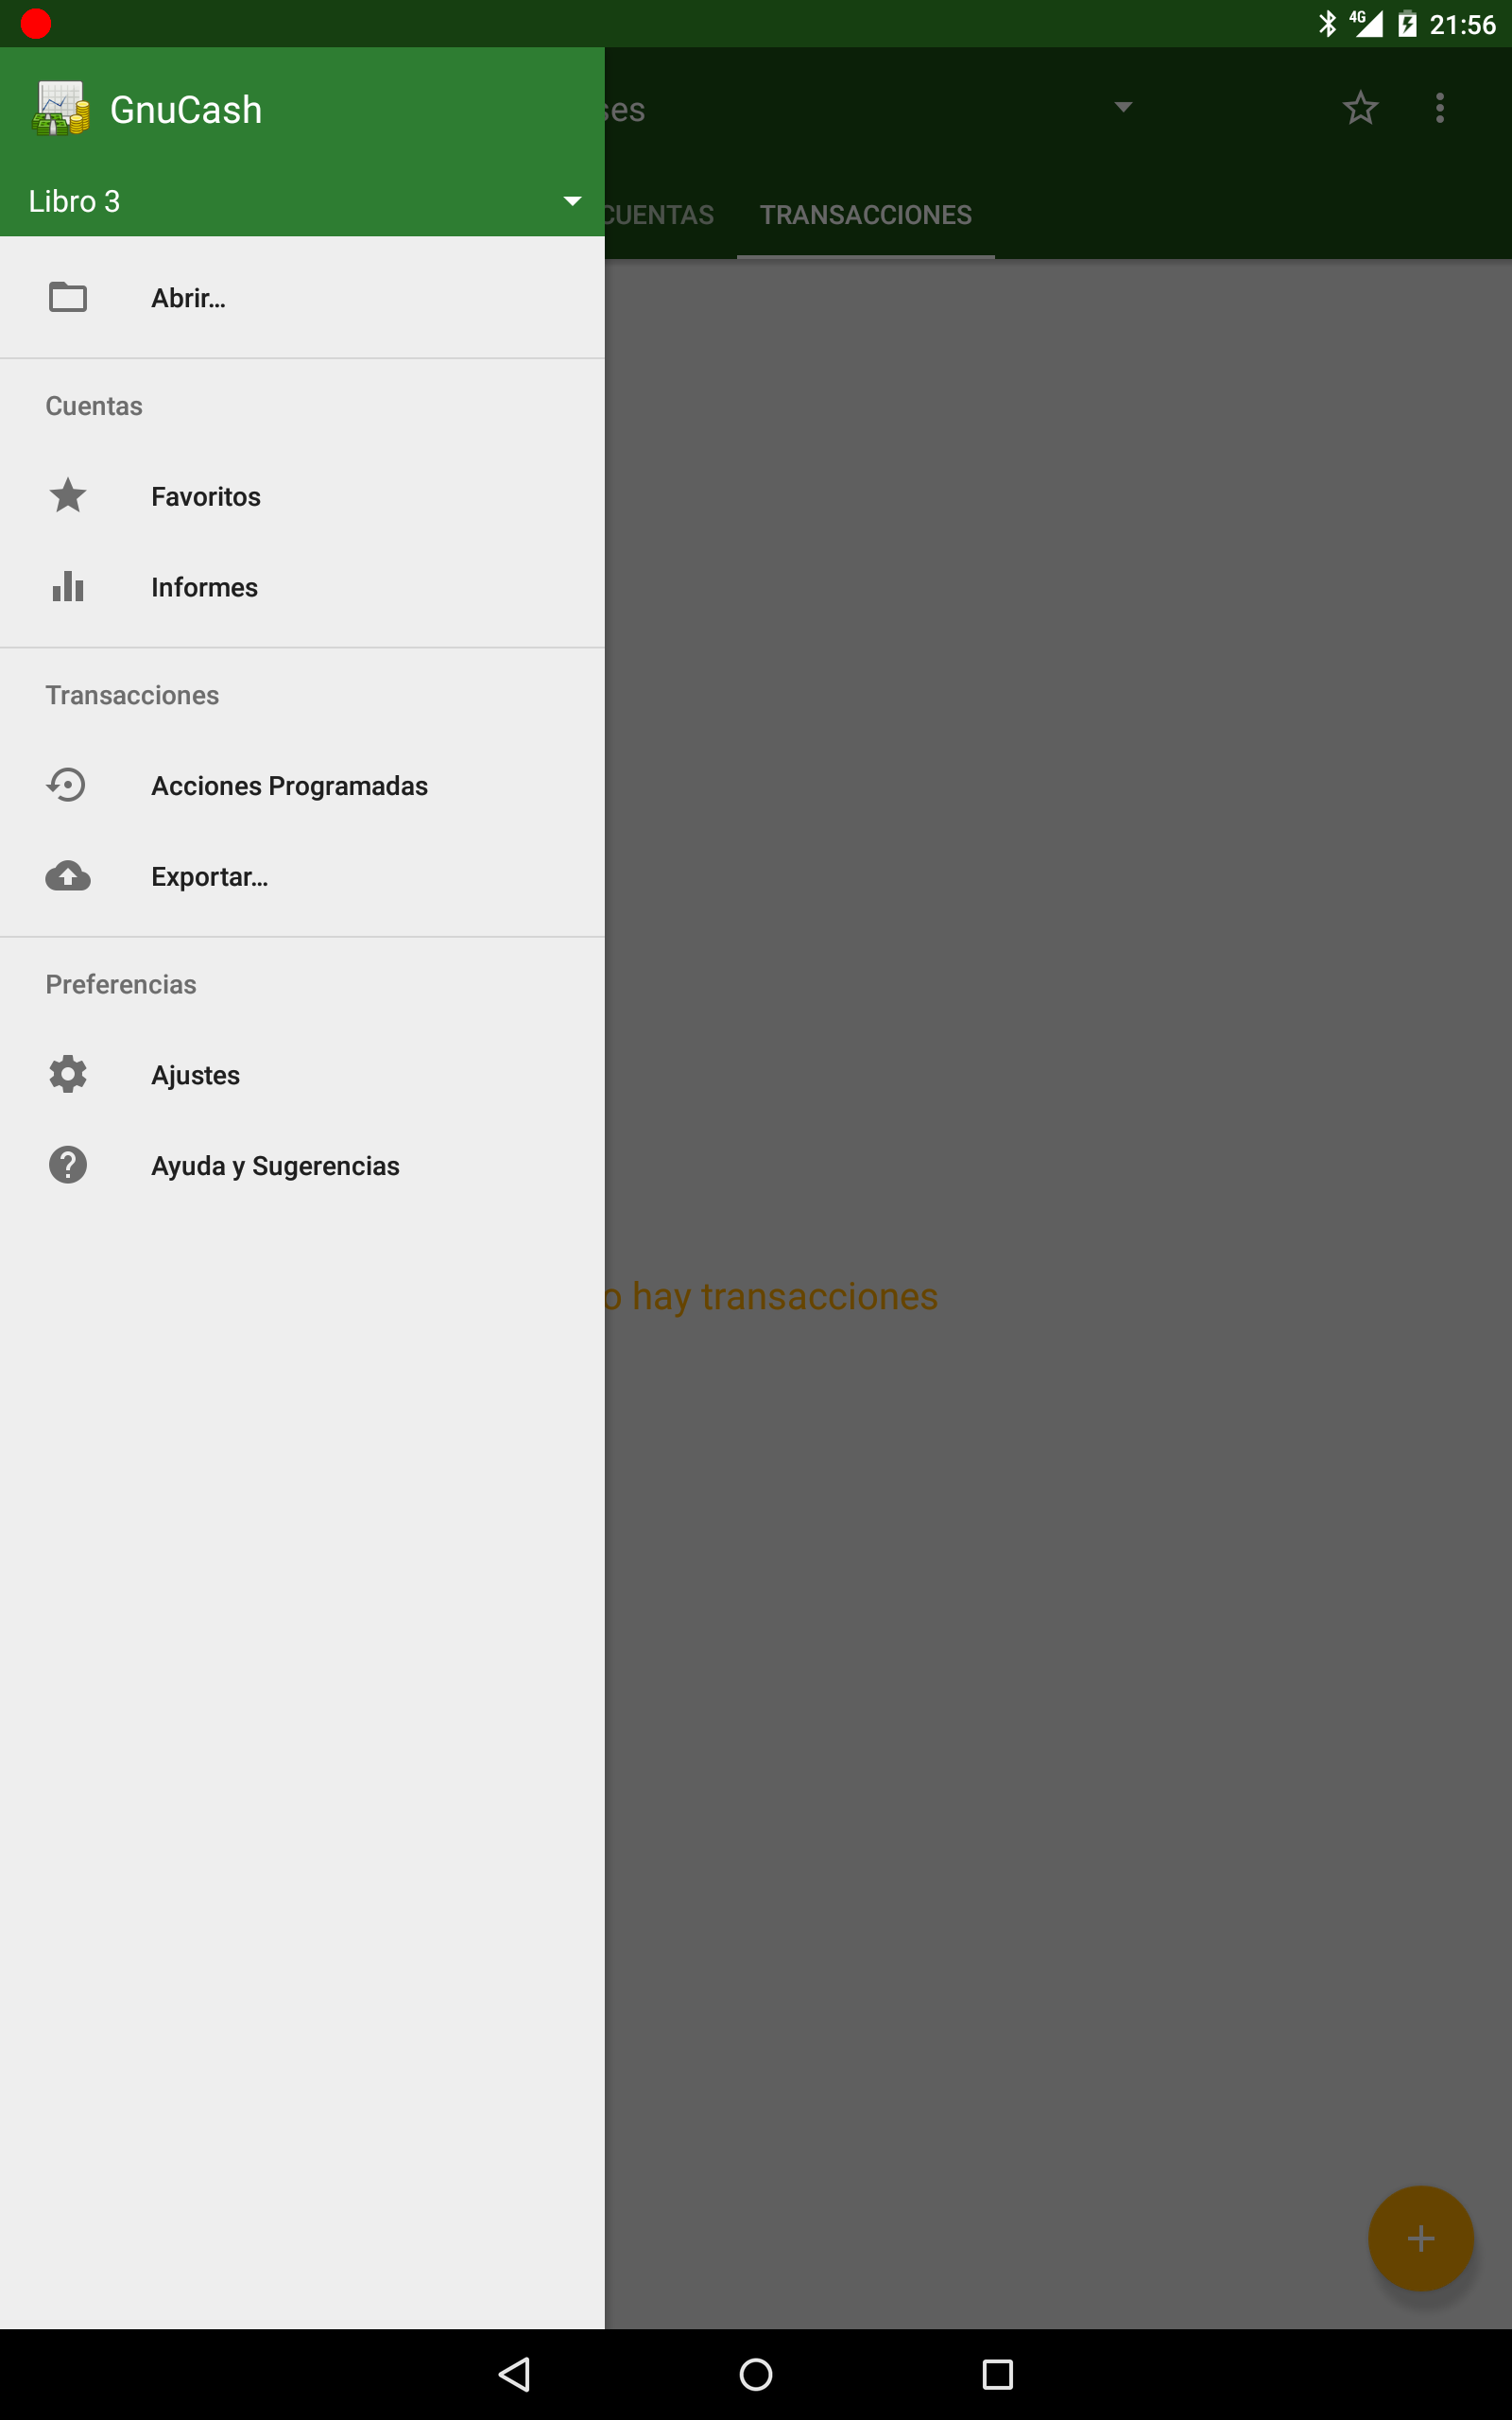 4G 21:56
GnuCash
Libro 3
CUENTAS TRANSACCIONES
Abrir...
Cuentas
Favoritos
Informes
Transacciones
Acciones Programadas
Exportar...
Preferencias
Ajustes
Ayuda y Sugerencias
hay transacciones